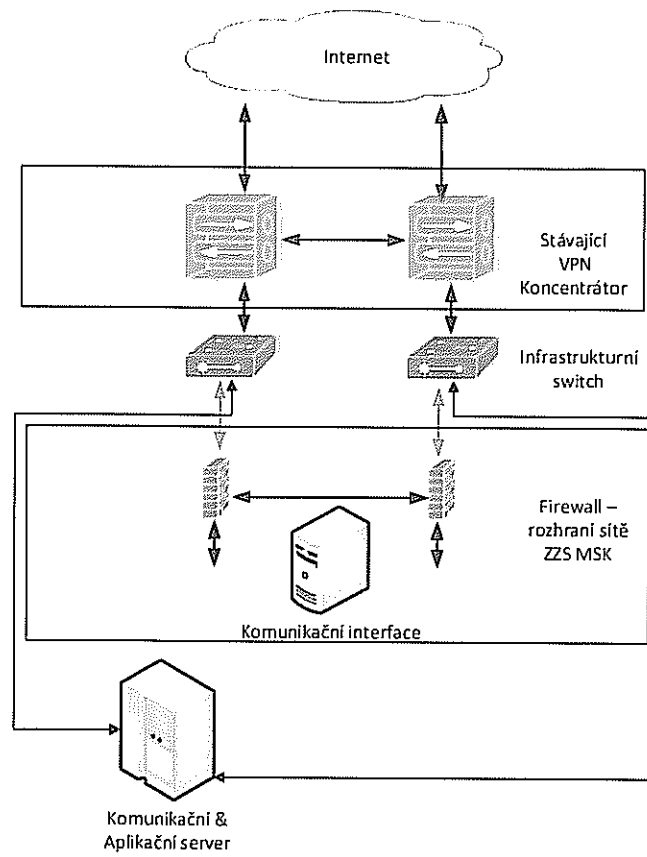 Internet
Stávající
VPN
Koncentrátor
Infrastrukturní
switch
Firewall –
rozhraní sítě
ZZS MSK
Komunikační interface
Komunikační &
Aplikační server